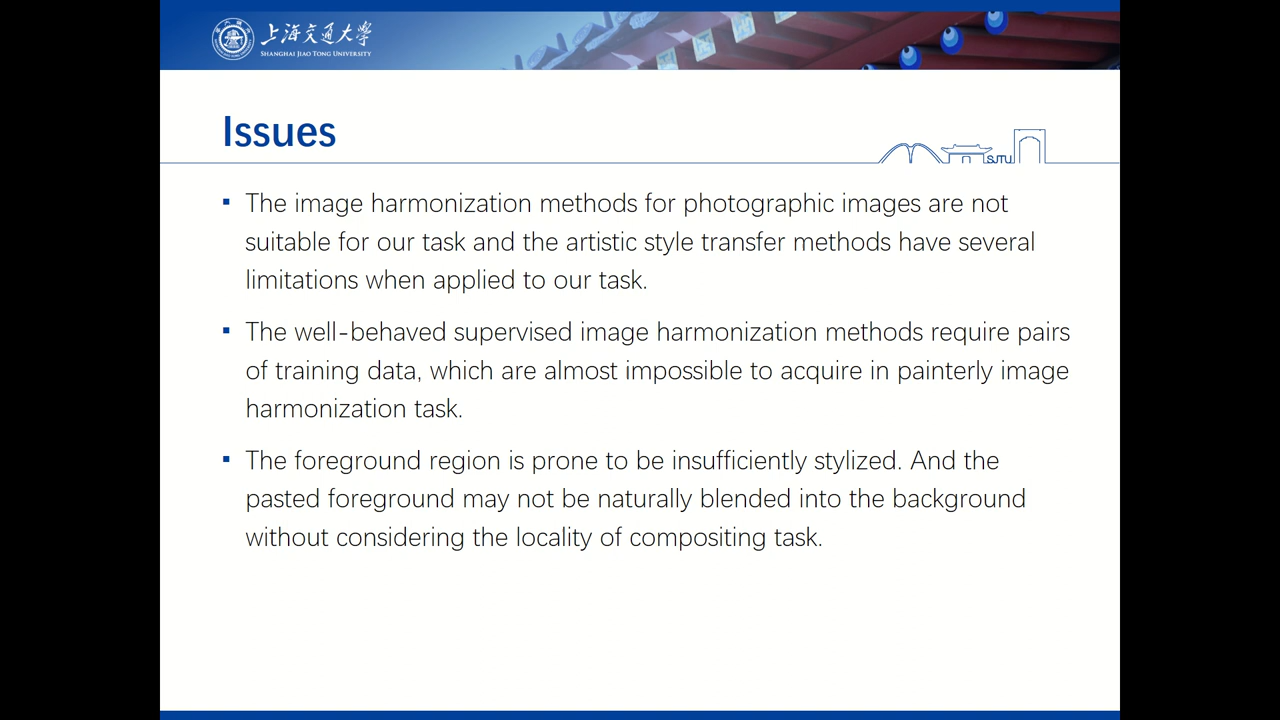 上海交通大学
SHANGHAI JIAO TONG UNIVERSITY
Issues
SJTU
▪ The image harmonization methods for photographic images are not
suitable for our task and the artistic style transfer methods have several
limitations when applied to our task.
▪ The well-behaved supervised image harmonization methods require pairs
of training data, which are almost impossible to acquire in painterly image
harmonization task.
▪ The foreground region is prone to be insufficiently stylized. And the
pasted foreground may not be naturally blended into the background
without considering the locality of compositing task.